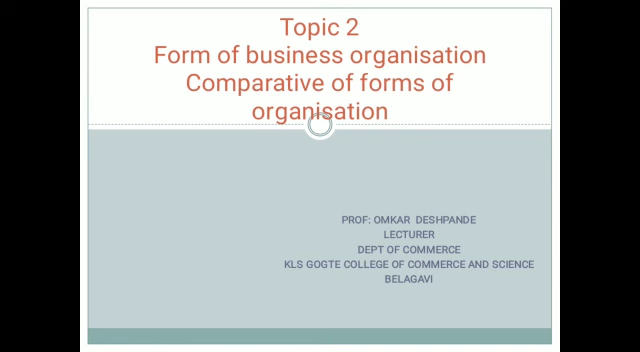 Topic 2
Form of business organisation
Comparative of forms of
organisation
PROF: OMKAR DESHPANDE
LECTURER
DEPT OF COMMERCE
KLS GOGTE COLLEGE OF COMMERCE AND SCIENCE
BELAGAVI